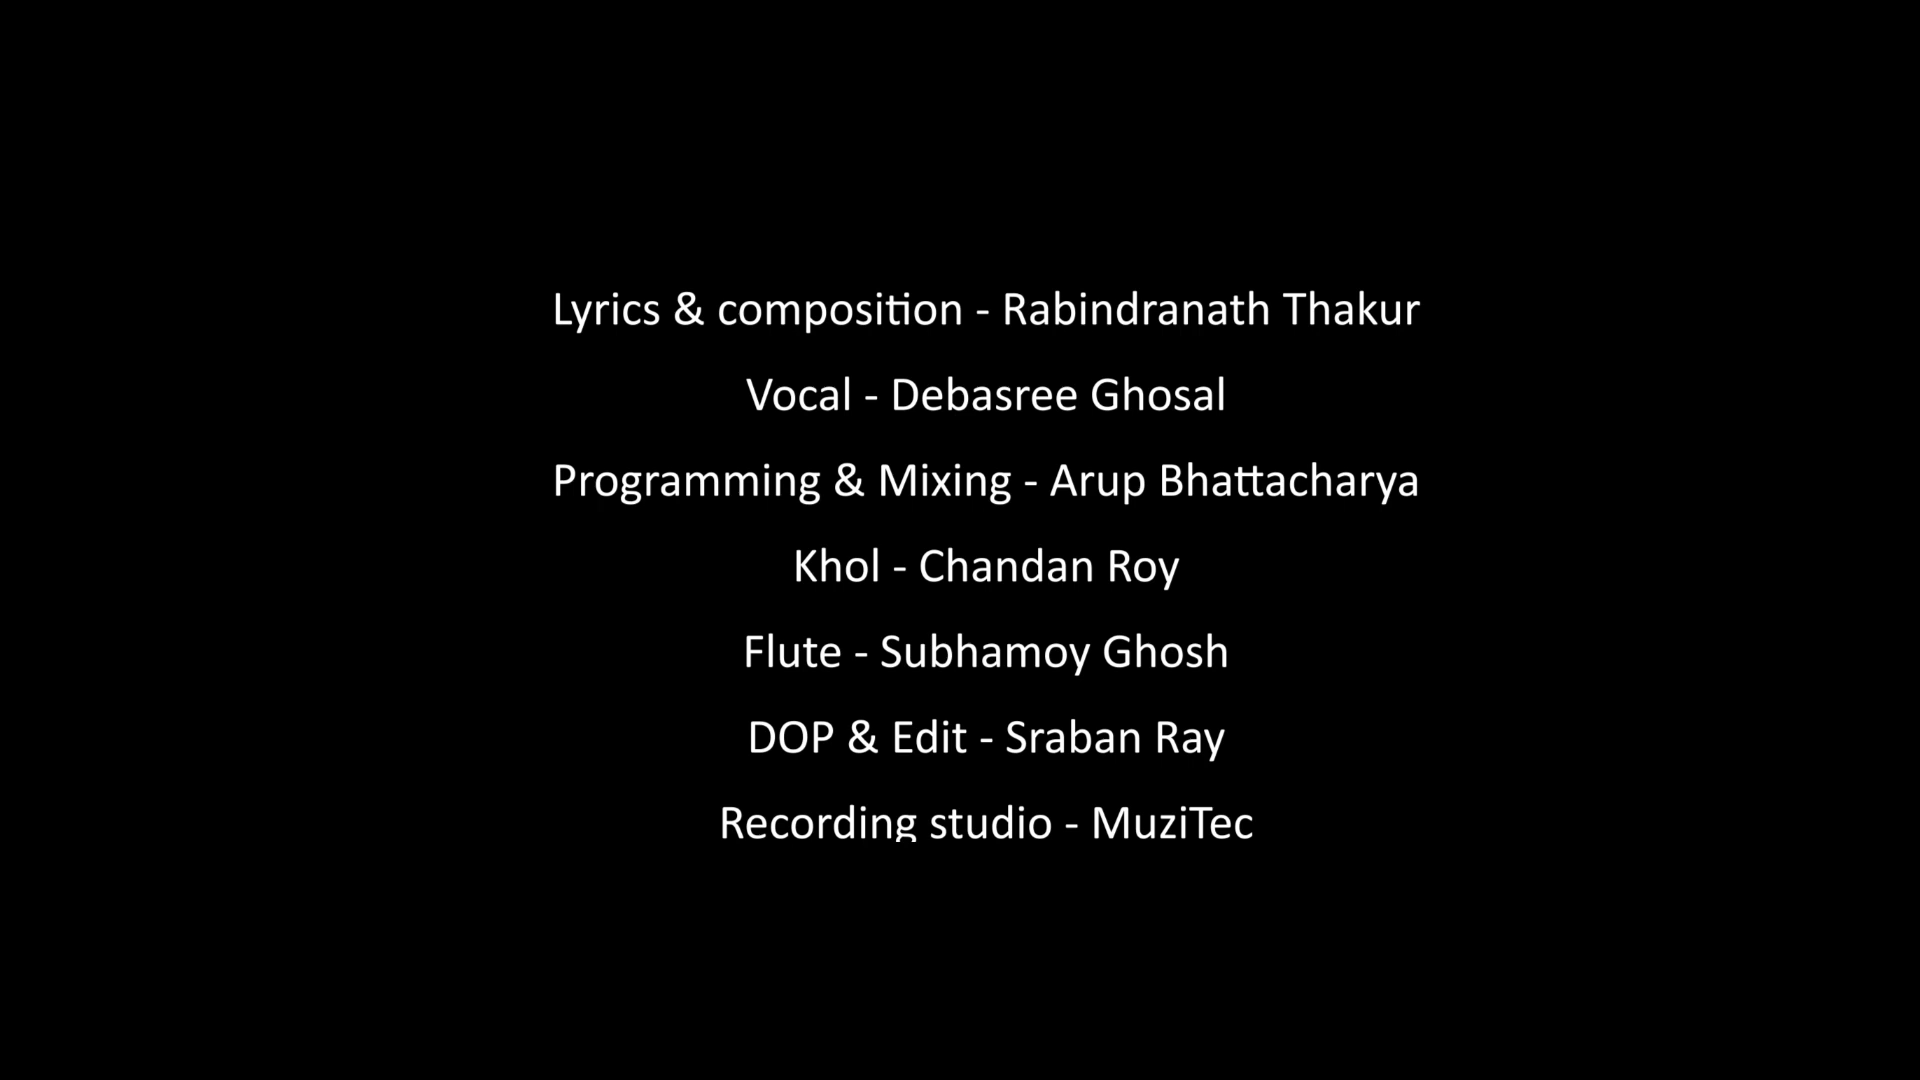 Lyrics & composition - Rabindranath Thakur
Vocal - Debasree Ghosal
Programming & Mixing - Arup Bhattacharya
Khol - Chandan Roy
Flute - Subhamoy Ghosh
DOP & Edit - Sraban Ray
Recording studio - MuziTec